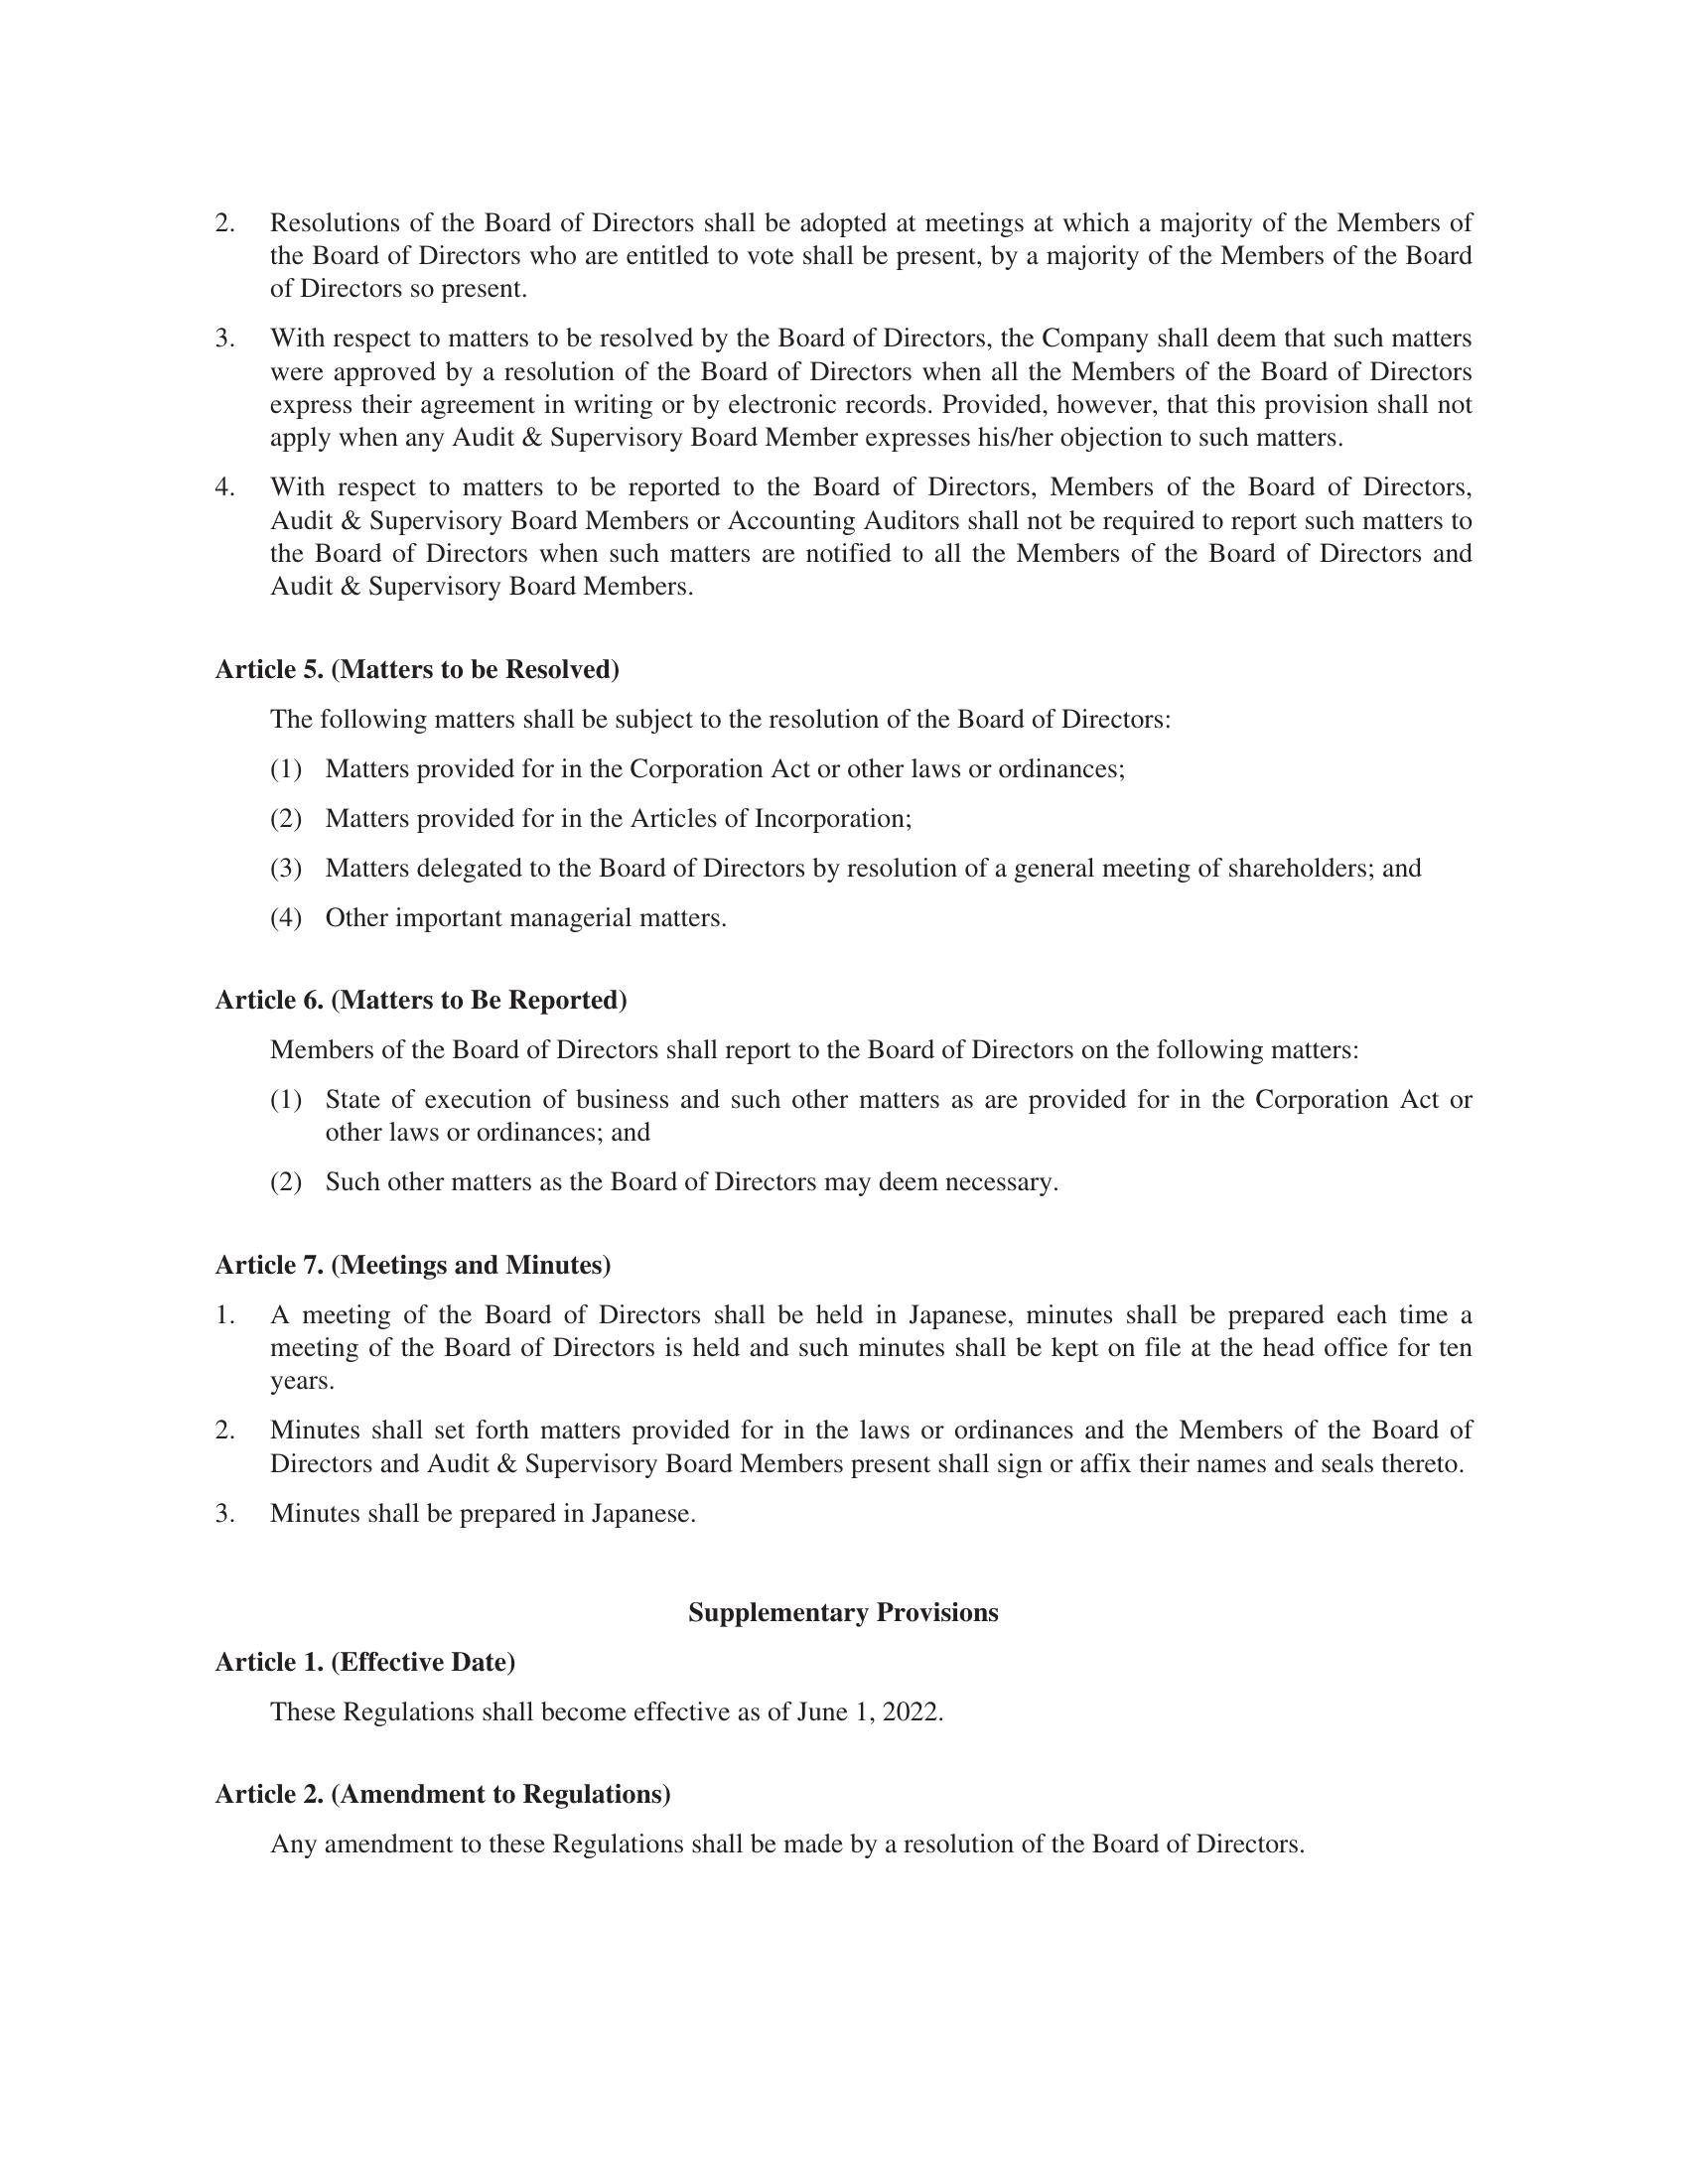 2. Resolutions of the Board of Directors shall be adopted at meetings at which a majority of the Members of
the Board of Directors who are entitled to vote shall be present, by a majority of the Members of the Board
of Directors so present.
3. With respect to matters to be resolved by the Board of Directors, the Company shall deem that such matters
were approved by a resolution of the Board of Directors when all the Members of the Board of Directors
express their agreement in writing or by electronic records. Provided, however, that this provision shall not
apply when any Audit & Supervisory Board Member expresses his/her objection to such matters.
4. With respect to matters to be reported to the Board of Directors, Members of the Board of Directors,
Audit & Supervisory Board Members or Accounting Auditors shall not be required to report such matters to
the Board of Directors when such matters are notified to all the Members of the Board of Directors and
Audit & Supervisory Board Members.
Article 5. (Matters to be Resolved)
The following matters shall be subject to the resolution of the Board of Directors:
(1) Matters provided for in the Corporation Act or other laws or ordinances;
(2) Matters provided for in the Articles of Incorporation;
(3) Matters delegated to the Board of Directors by resolution of a general meeting of shareholders; and
(4) Other important managerial matters.
Article 6. (Matters to Be Reported)
Members of the Board of Directors shall report to the Board of Directors on the following matters:
(1) State of execution of business and such other matters as are provided for in the Corporation Act or
other laws or ordinances; and
(2) Such other matters as the Board of Directors may deem necessary.
Article 7. (Meetings and Minutes)
1. A meeting of the Board of Directors shall be held in Japanese, minutes shall be prepared each time a
meeting of the Board of Directors is held and such minutes shall be kept on file at the head office for ten
years.
2. Minutes shall set forth matters provided for in the laws or ordinances and the Members of the Board of
Directors and Audit & Supervisory Board Members present shall sign or affix their names and seals thereto.
3. Minutes shall be prepared in Japanese.
Supplementary Provisions
Article 1. (Effective Date)
These Regulations shall become effective as of June 1, 2022.
Article 2. (Amendment to Regulations)
Any amendment to these Regulations shall be made by a resolution of the Board of Directors.